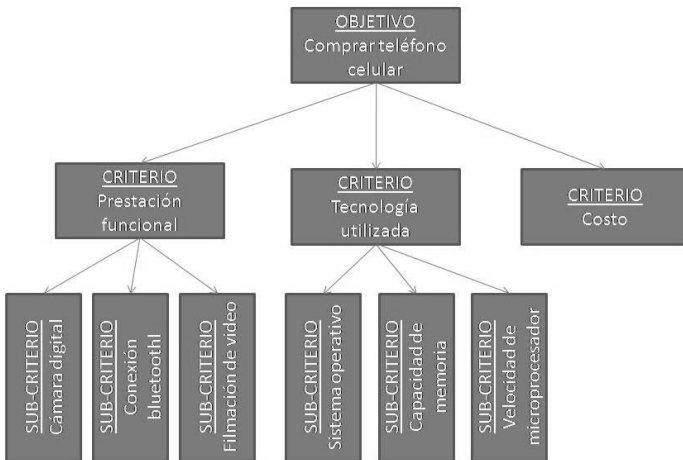 OBJETIVO
Comprar teléfono
celular
CRITERIO
Prestación
funcional
CRITERIO
Tecnología
utilizada
CRITERIO
Costo
SUB-CRITERIO
Cámara digital
SUB-CRITERIO
Conexión
bluetoothl
SUB-CRITERIO
Filmación de video
SUB-CRITERIO
Sistema operativo
SUB-CRITERIO
Capacidad de
memoria
SUB-CRITERIO
Velocidad de
microprocesador